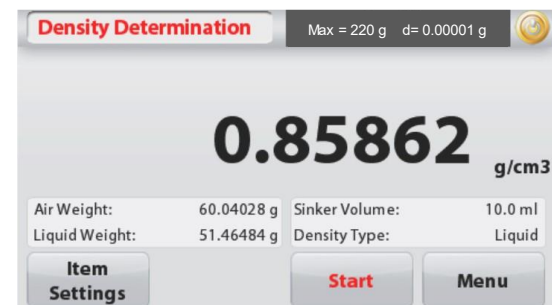 Density Determination Max = 220 g d= 0.00001 g
0.85862 g/cm3
Air Weight: 60.04028 g Sinker Volume: 10.0 ml
Liquid Weight: 51.46484 g Density Type: Liquid
Item
Settings
Start
Menu